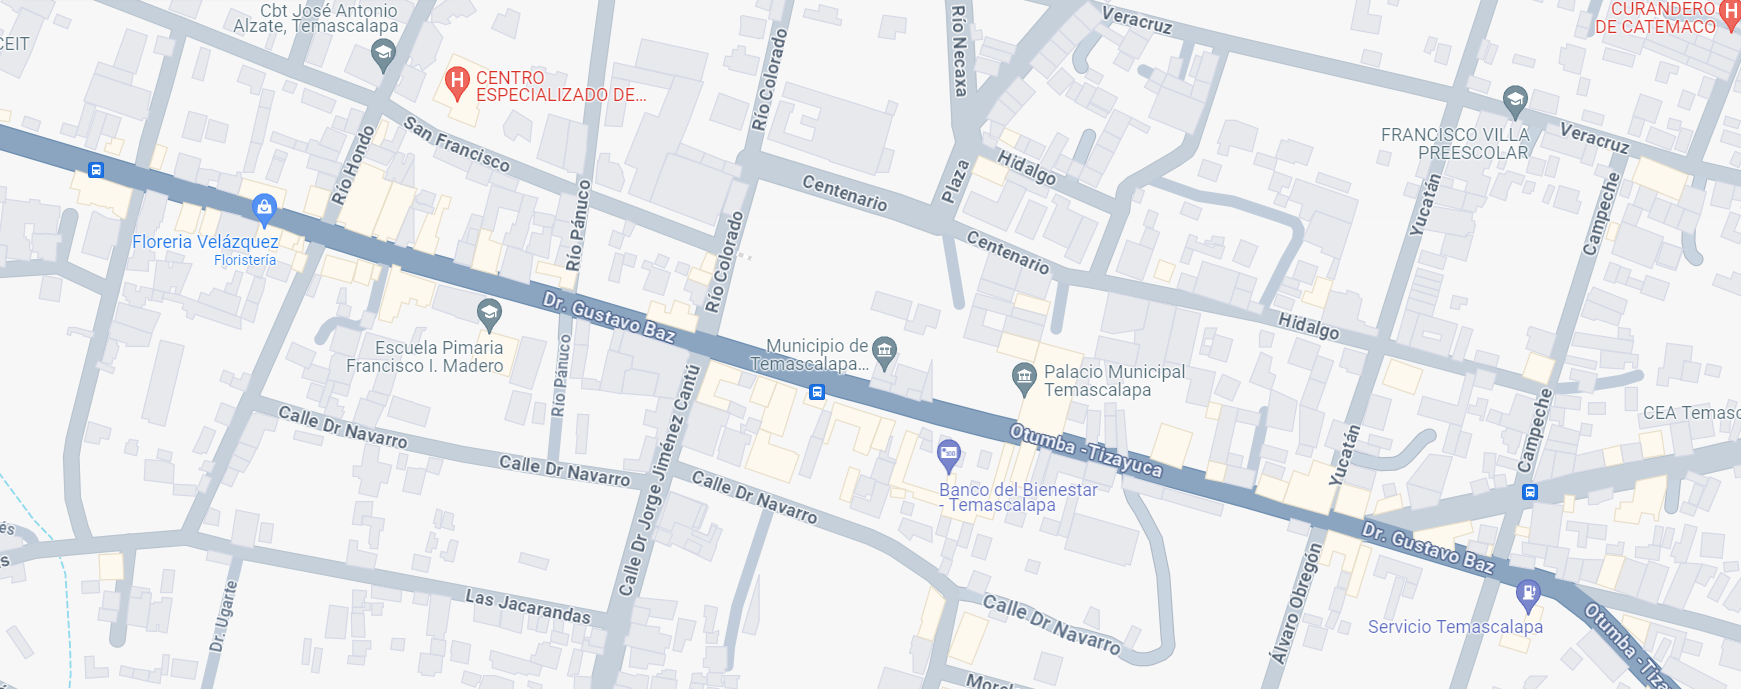 Cbt José Antonio
Alzate, Temascalapa
CEIT
CENTRO
ESPECIALIZADO DE...
Río Colorado
Río Necaxa
Veracruz
CURANDERO
DE CATEMACO
FRANCISCO VILLA
PREESCOLAR
Veracruz
San Francisco
Río Hondo
Hidalgo
Plaza
Centenario
Yucatán
Campeche
Río Pánuco
Río Colorado
Floreria Velázquez
Floristería
Centenario
Dr. Gustavo Baz
Hidalgo
Escuela Pimaria
Francisco I. Madero
Río Pánuco
Municipio de
Temascalapa...
Palacio Municipal
Temascalapa
Calle Dr Jorge Jiménez Cantú
Calle Dr Navarro
Calle Dr Navarro
Calle Dr Navarro
Otumba -Tizayuca
Yucatán
Campeche
CEA Temasc
Banco del Bienestar
- Temascalapa
Dr. Gustavo Baz
Álvaro Obregón
Servicio Temascalapa
Otumba -Tiza
Las Jacarandas
Dr. Ugarte
Calle Dr Navarro